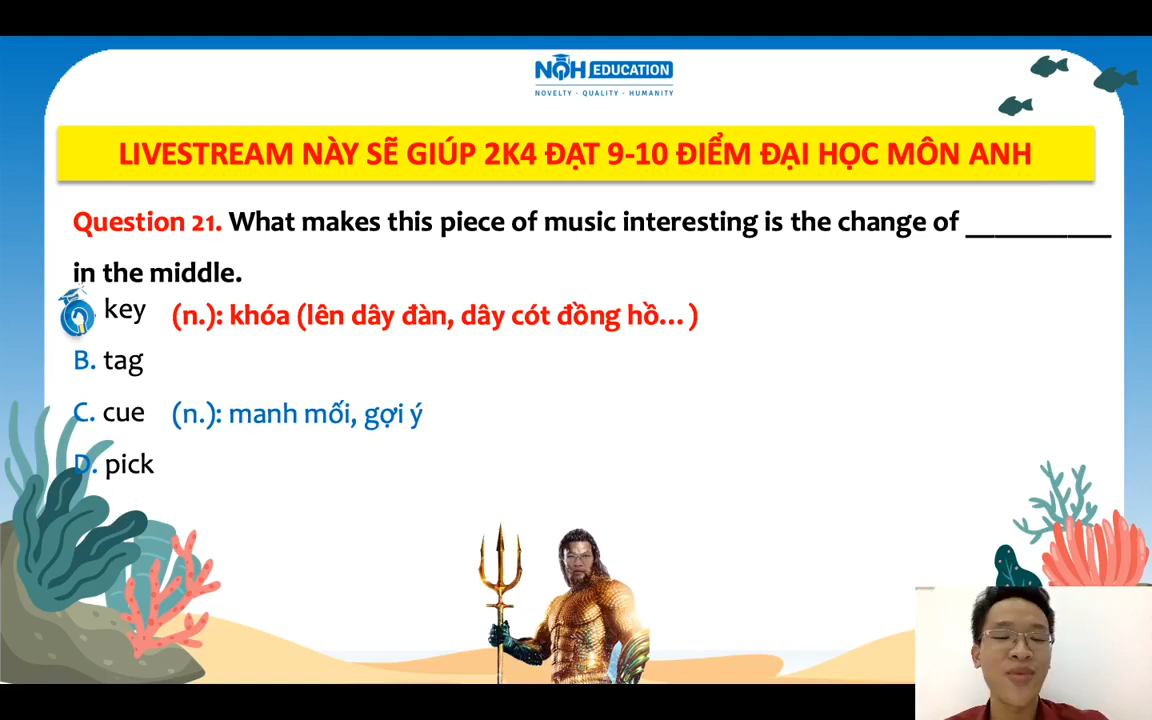 NQH EDUCATION
NOVELTY - QUALITY - HUMANITY
LIVESTREAM NÀY SẼ GIÚP 2K4 ĐẠT 9-10 ĐIỂM ĐẠI HỌC MÔN ANH
Question 21. What makes this piece of music interesting is the change of __________
in the middle.
key (n.): khóa (lên dây đàn, dây cót đồng hồ...)
B. tag
C. cue (n.): manh mối, gợi ý
D. pick